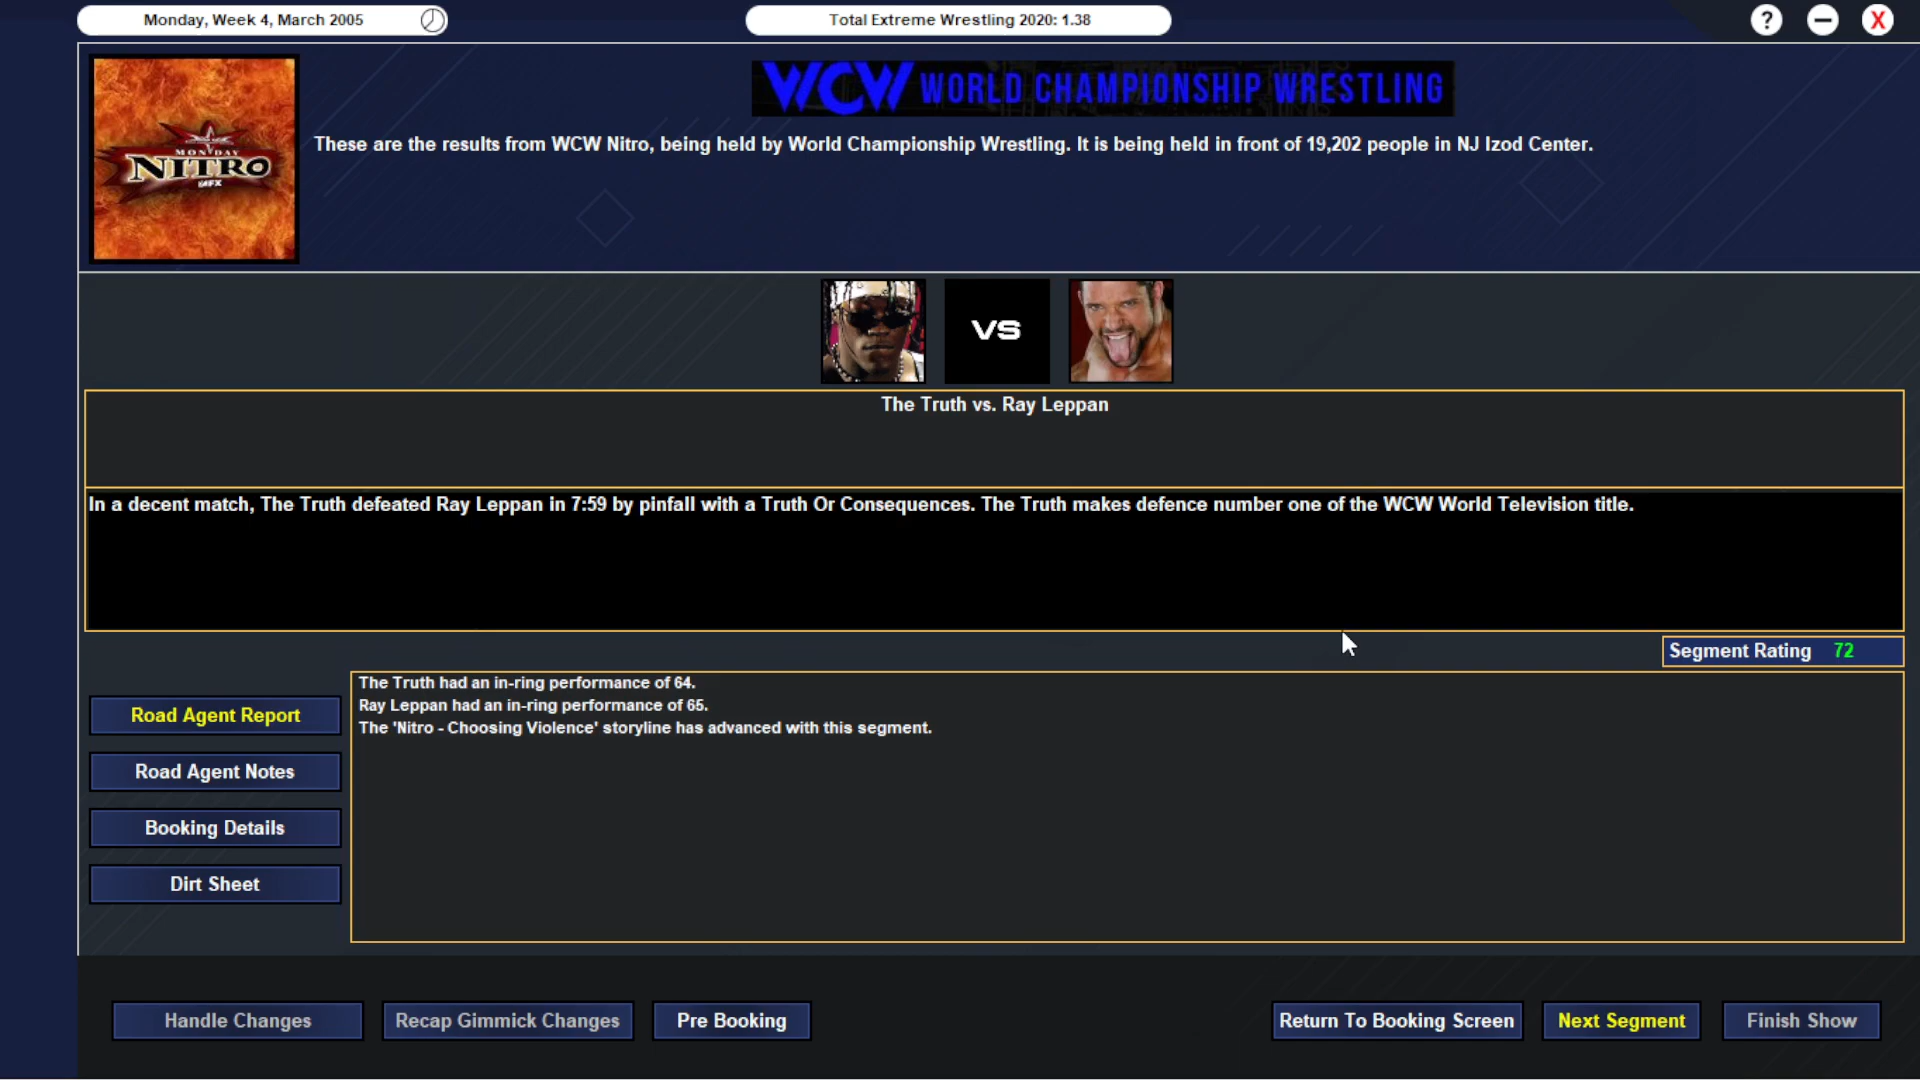 Monday, Week 4, March 2005
Total Extreme Wrestling 2020: 1.38
?
X
WCW WORLD CHAMPIONSHIP WRESTLING
MONDAY
NITRO
These are the results from WCW Nitro, being held by World Championship Wrestling. It is being held in front of 19,202 people in NJ Izod Center.
VS
The Truth vs. Ray Leppan
In a decent match, The Truth defeated Ray Leppan in 7:59 by pinfall with a Truth Or Consequences. The Truth makes defence number one of the WCW World Television title.
Segment Rating 72
The Truth had an in-ring performance of 64.
Ray Leppan had an in-ring performance of 65.
The 'Nitro - Choosing Violence' storyline has advanced with this segment.
Road Agent Report
Road Agent Notes
Booking Details
Dirt Sheet
Handle Changes
Recap Gimmick Changes
Pre Booking
Return To Booking Screen
Next Segment
Finish Show